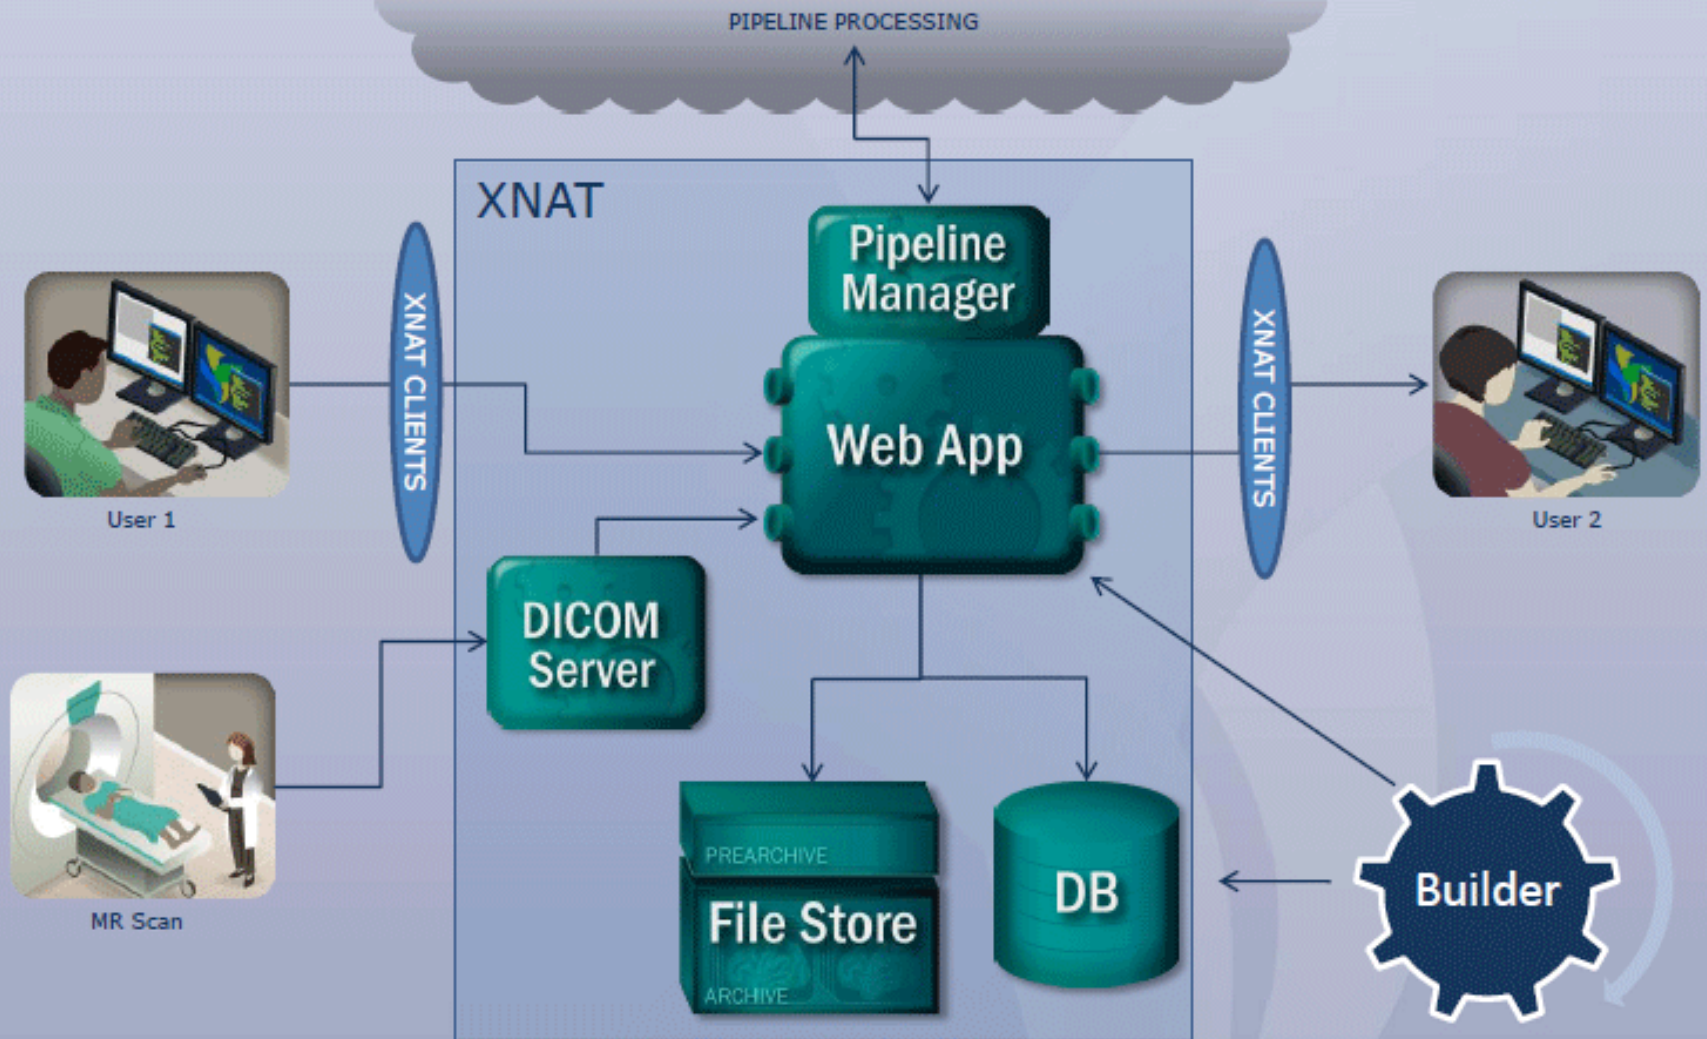 PIPELINE PROCESSING
XNAT
Pipeline
Manager
XNAT CLIENTS
Web App
XNAT CLIENTS
User 1
User 2
DICOM
Server
MR Scan
PREARCHIVE
File Store
ARCHIVE
DB
Builder